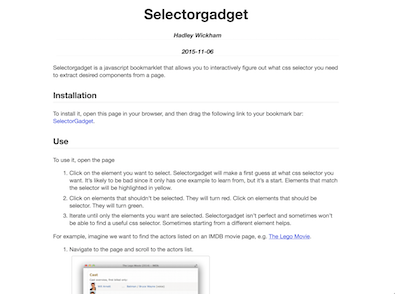 Selectorgadget
Hadley Wickham
2015-11-06
Selectorgadget is a javascript bookmarklet that allows you to interactively figure out what css selector you need
to extract desired components from a page.
Installation
To install it, open this page in your browser, and then drag the following link to your bookmark bar:
SelectorGadget.
Use
To use it, open the page
1. Click on the element you want to select. Selectorgadget will make a first guess at what css selector you
want. It's likely to be bad since it only has one example to learn from, but it's a start. Elements that
match the selector will be highlighted in yellow.
2. Click on elements that shouldn't be selected. They will turn red. Click on elements that should be
selected. They will turn green.
3. Iterate until only the elements you want are selected. Selectorgadget isn't perfect and sometimes won't
be able to find a useful css selector. Sometimes starting from a different element helps.
For example, imagine we want to find the actors listed on an IMDB movie page, e.g. The Lego Movie.
1. Navigate to the page and scroll to the actors list.
Cast